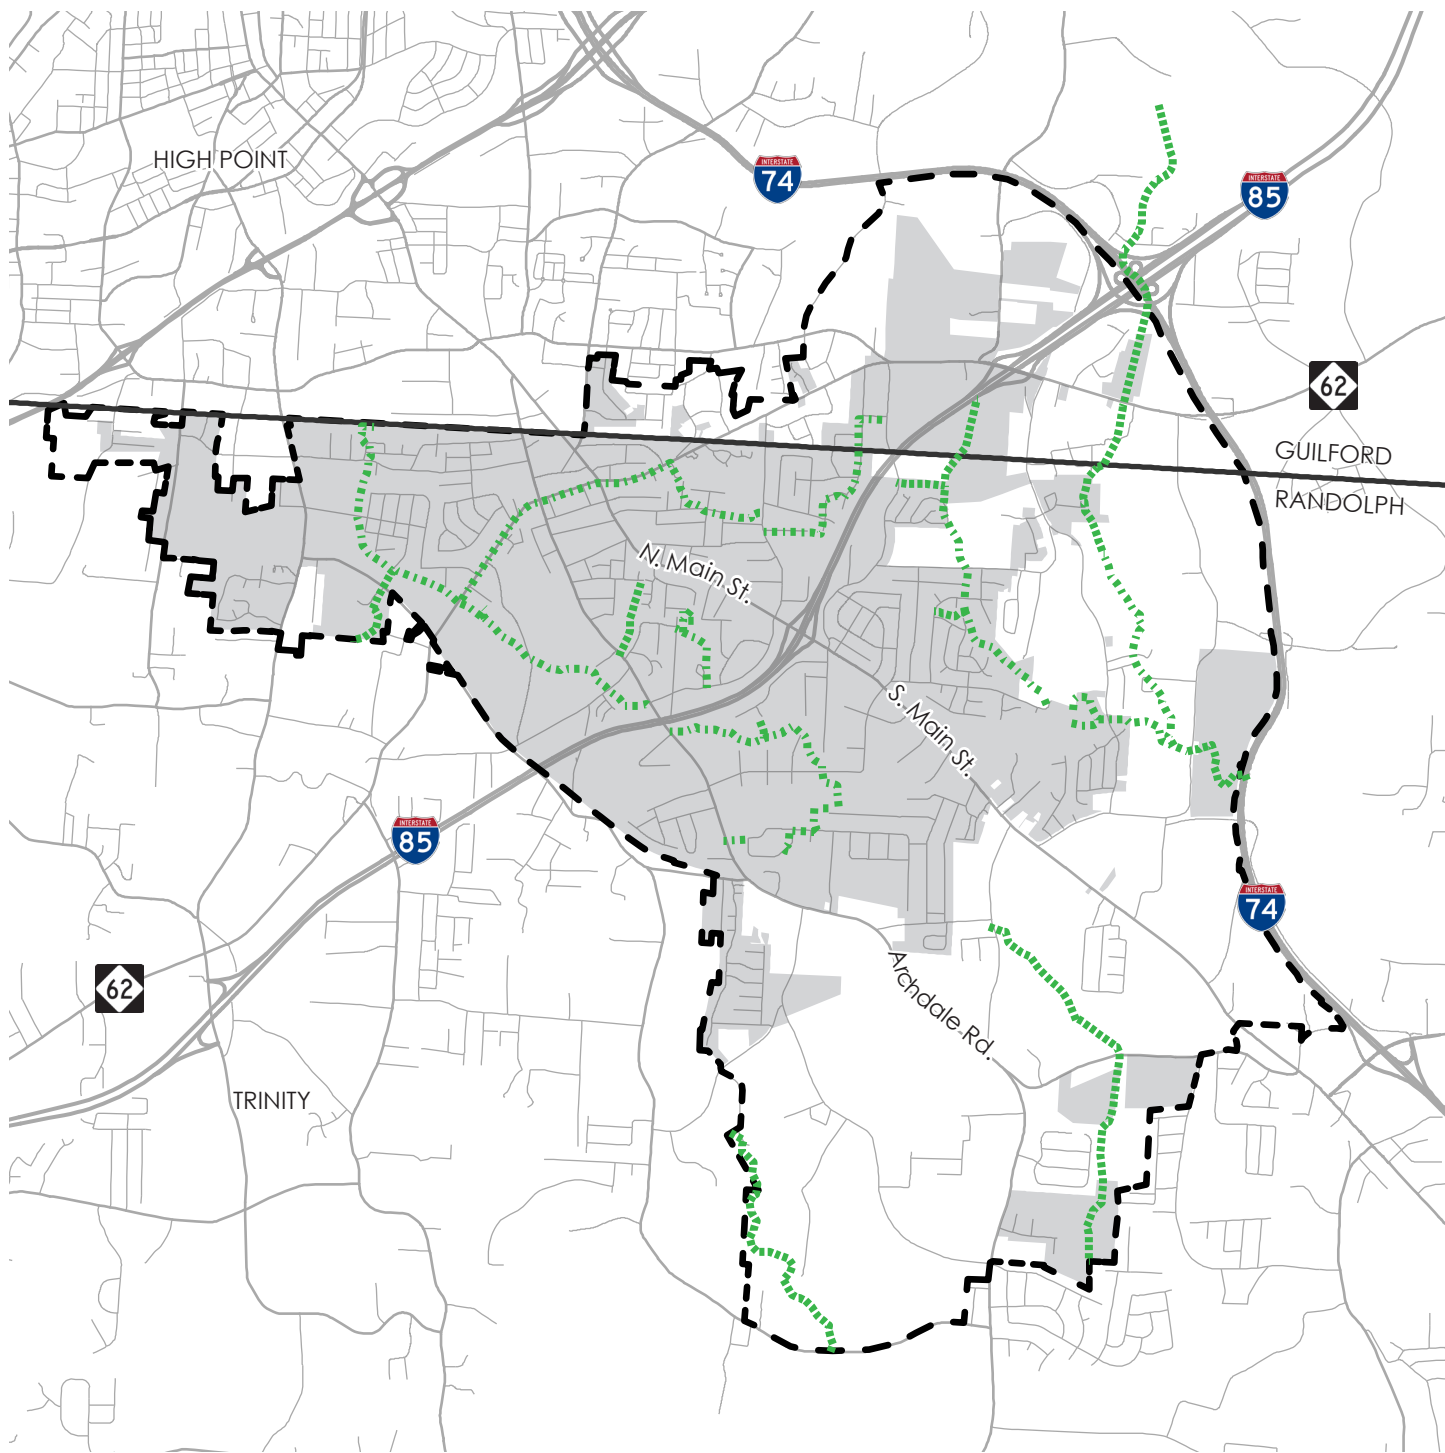 HIGH POINT
INTERSTATE
74
INTERSTATE
85
62
GUILFORD
RANDOLPH
N. Main St.
S. Main St.
INTERSTATE
85
INTERSTATE
74
62
Archdale Rd.
TRINITY